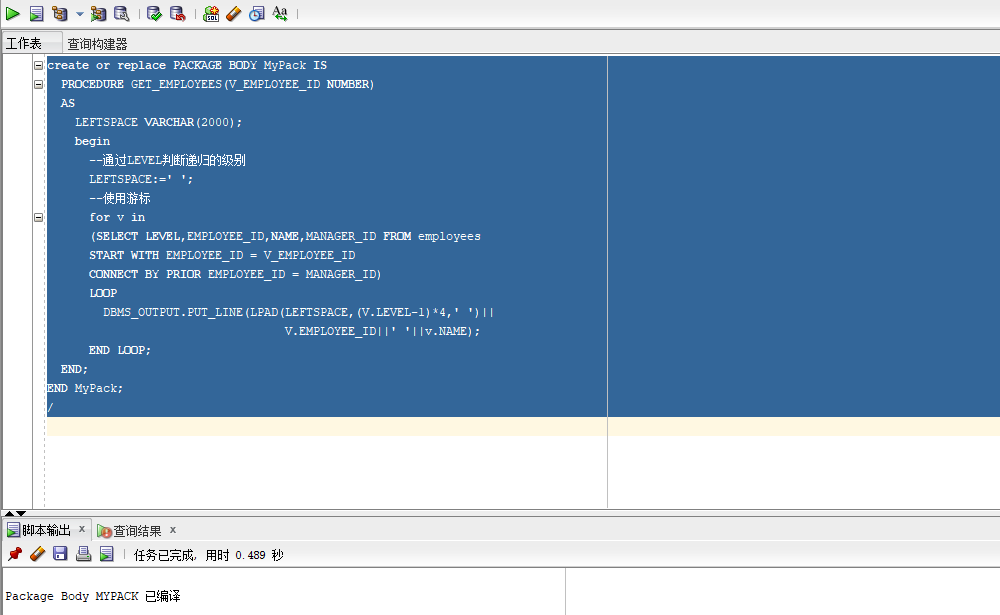 SQL
Aa
工作表
查询构建器
create or replace PACKAGE BODY MyPack IS
PROCEDURE GET_EMPLOYEES(V_EMPLOYEE_ID NUMBER)
AS
LEFTSPACE VARCHAR(2000);
begin
--通过LEVEL判断递归的级别
LEFTSPACE:=' ';
--使用游标
for v in
(SELECT LEVEL,EMPLOYEE_ID,NAME,MANAGER_ID FROM employees
START WITH EMPLOYEE_ID = V_EMPLOYEE_ID
CONNECT BY PRIOR EMPLOYEE_ID = MANAGER_ID)
LOOP
DBMS_OUTPUT.PUT_LINE(LPAD(LEFTSPACE,(V.LEVEL-1)*4,' ')||
V.EMPLOYEE_ID||' '||v.NAME);
END LOOP;
END;
END MyPack;
/
脚本输出 x
查询结果 x
任务已完成, 用时 0.489 秒
Package Body MYPACK 已编译